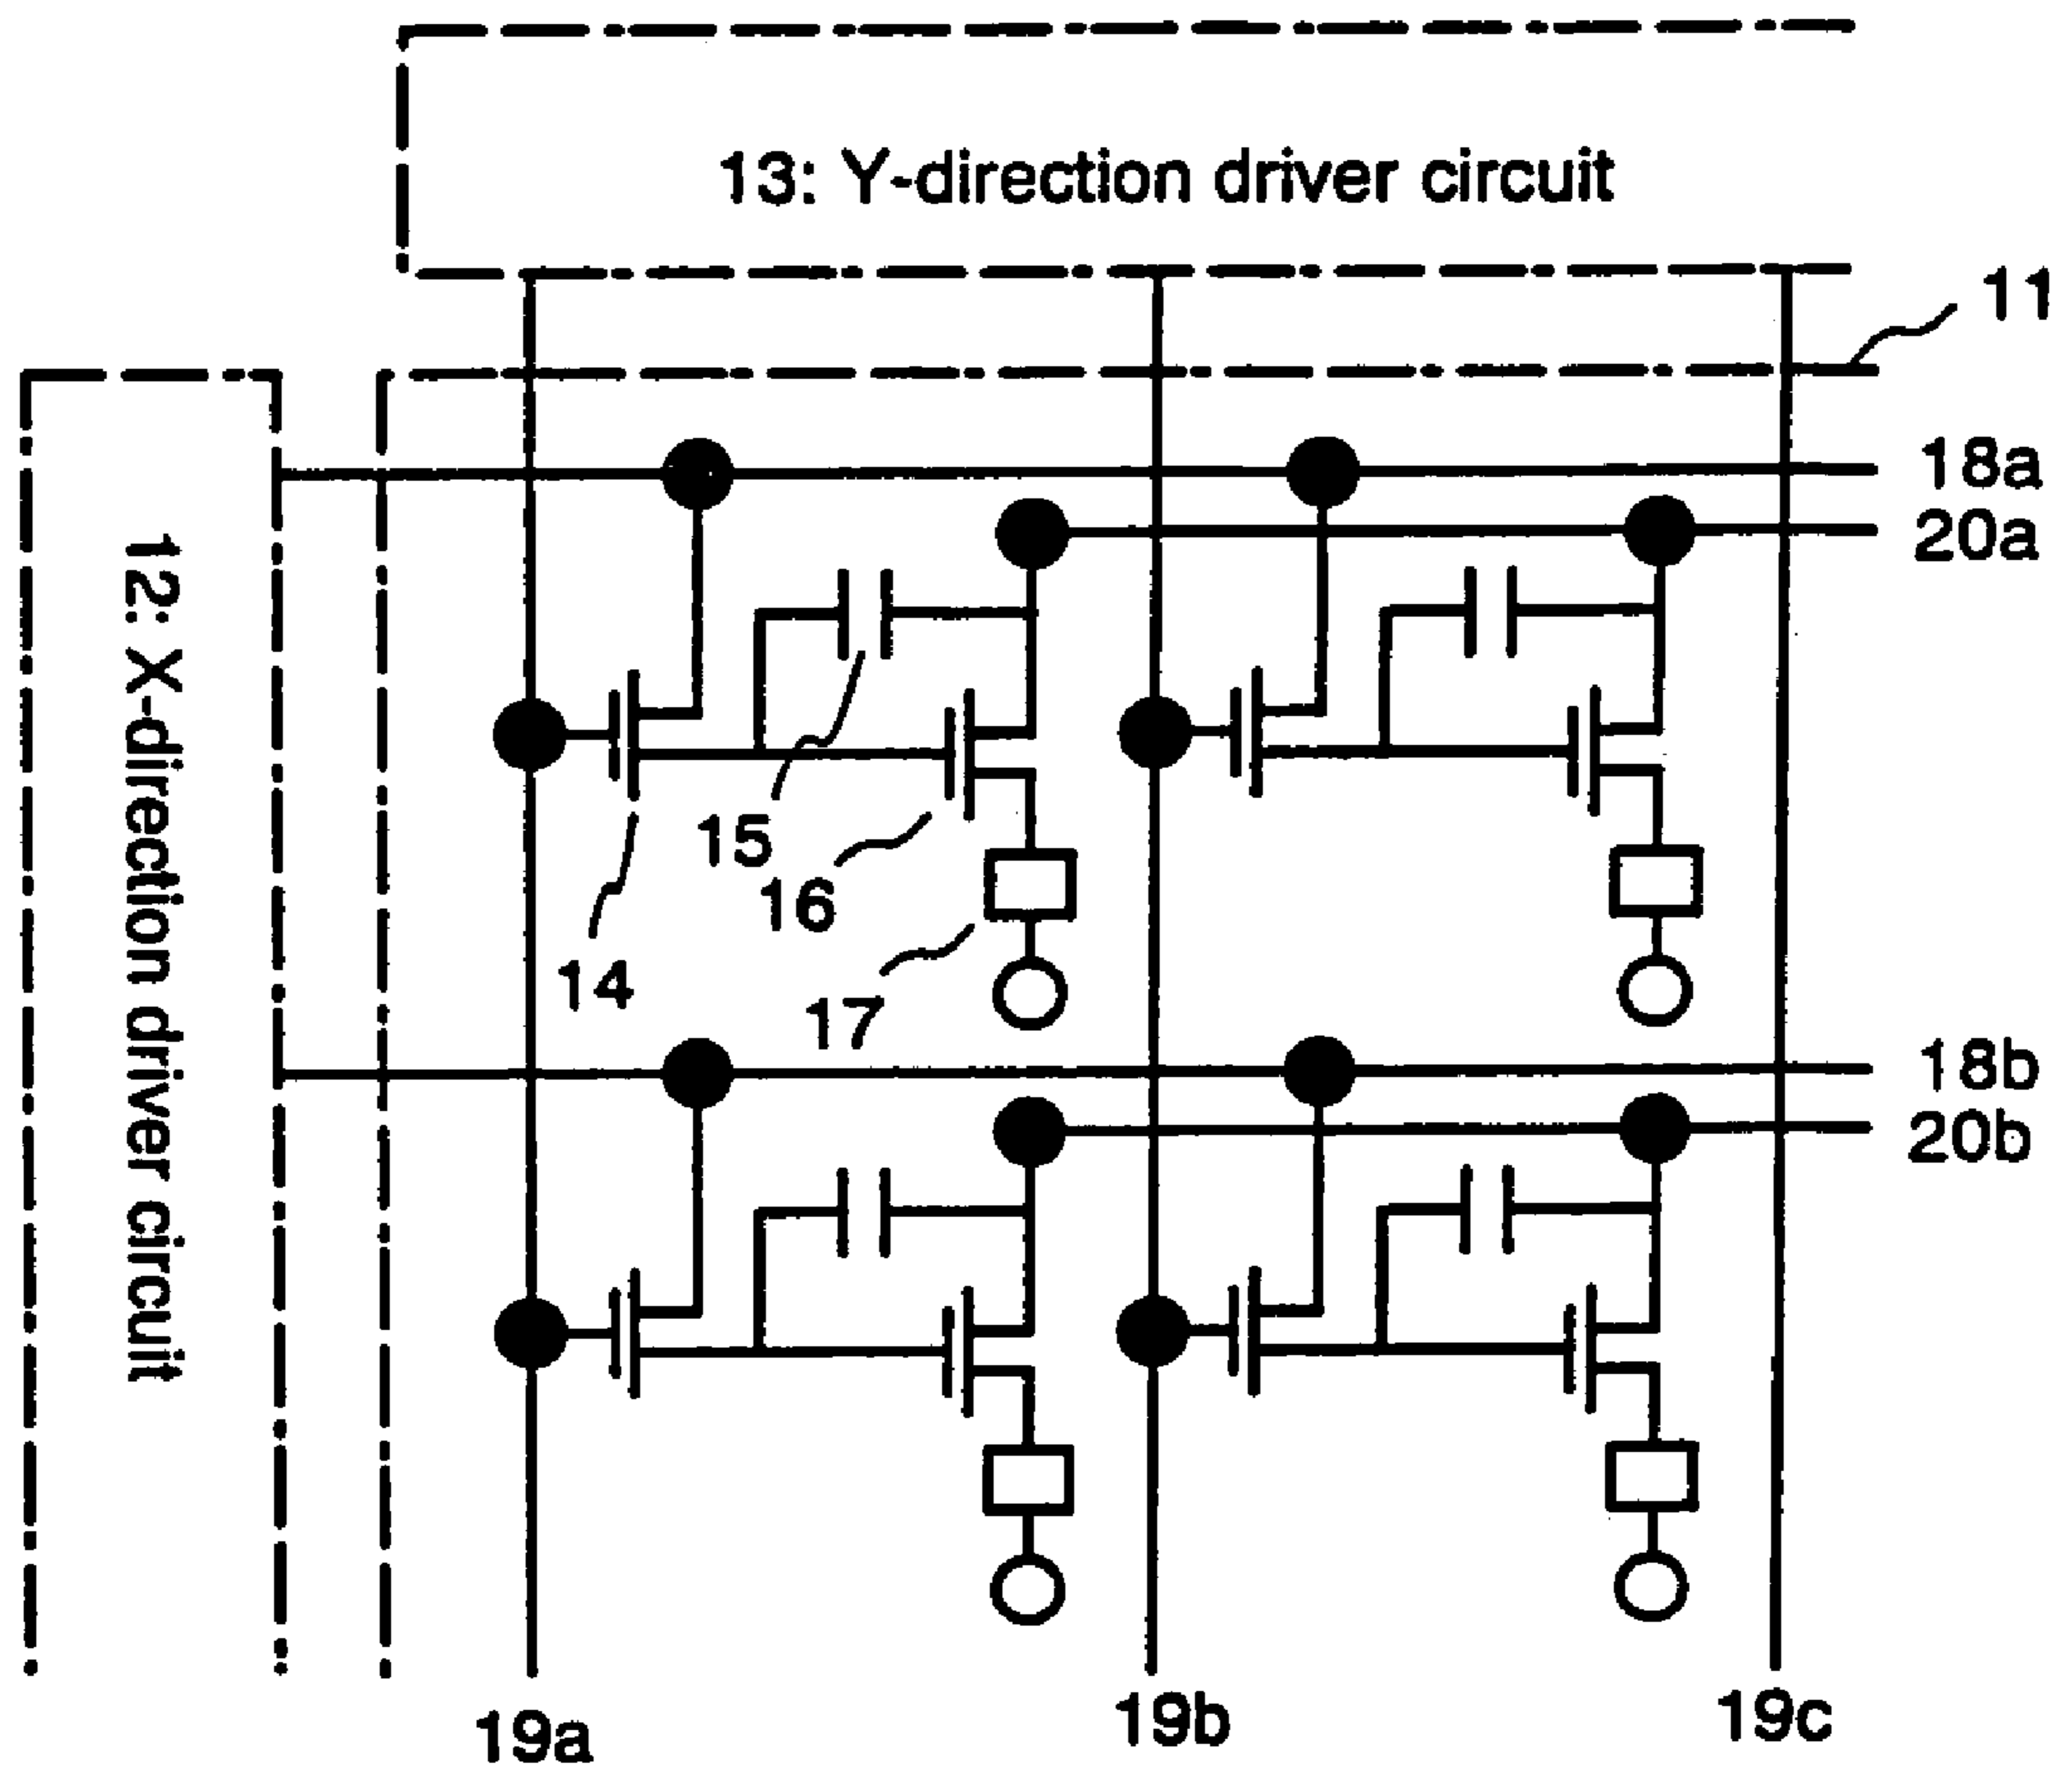 13: Y-direction driver circuit
11
18a
20a
12: X-direction driver circuit
15
16
14
17
18b
20b
19a
19b
19c